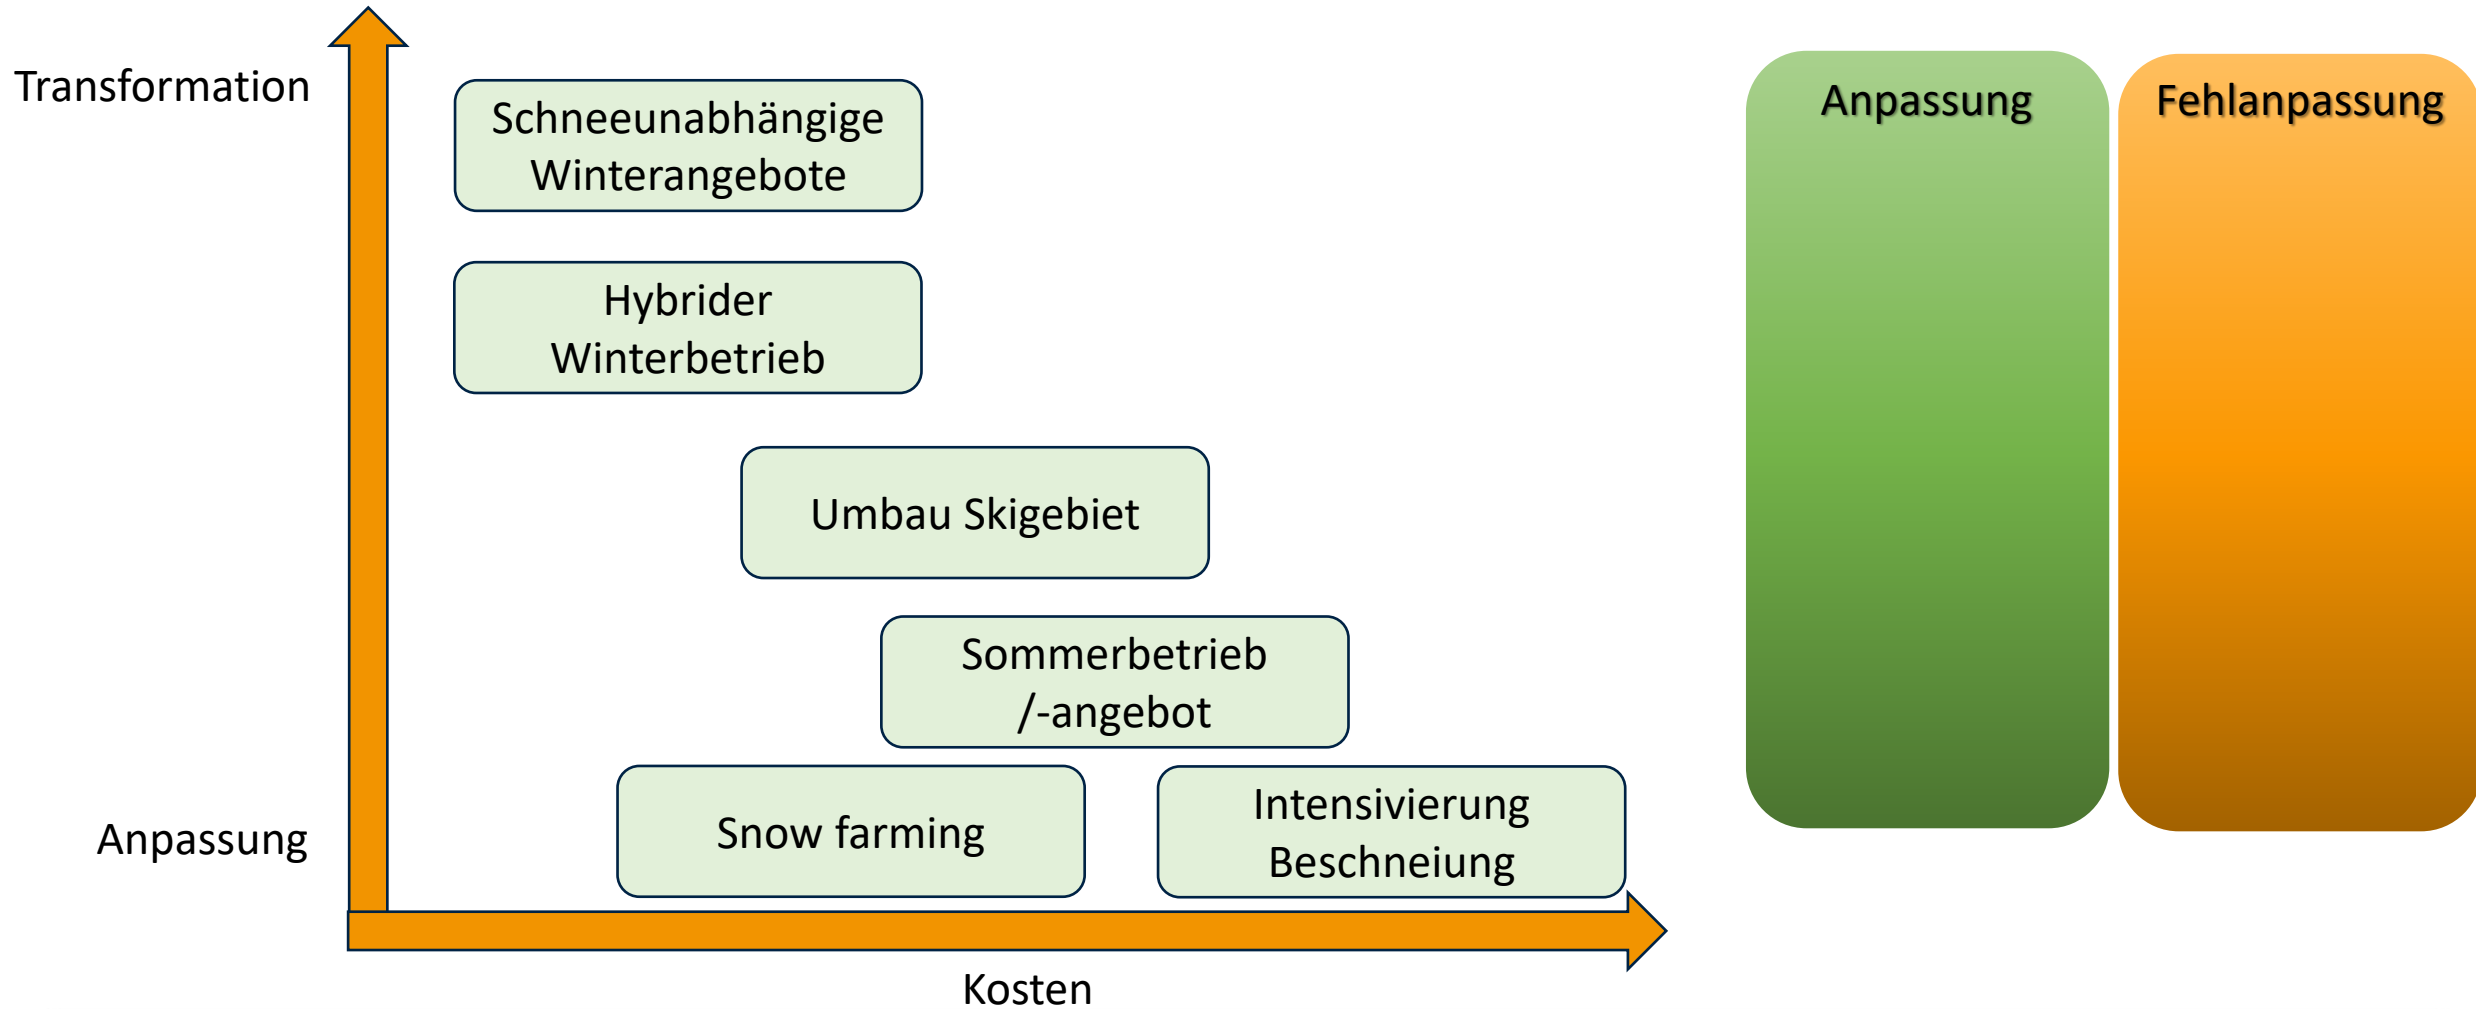 Transformation
Schneeunabhängige
Winterangebote
Anpassung
Fehlanpassung
Hybrider
Winterbetrieb
Umbau Skigebiet
Sommerbetrieb
/-angebot
Anpassung
Snow farming
Intensivierung
Beschneiung
Kosten